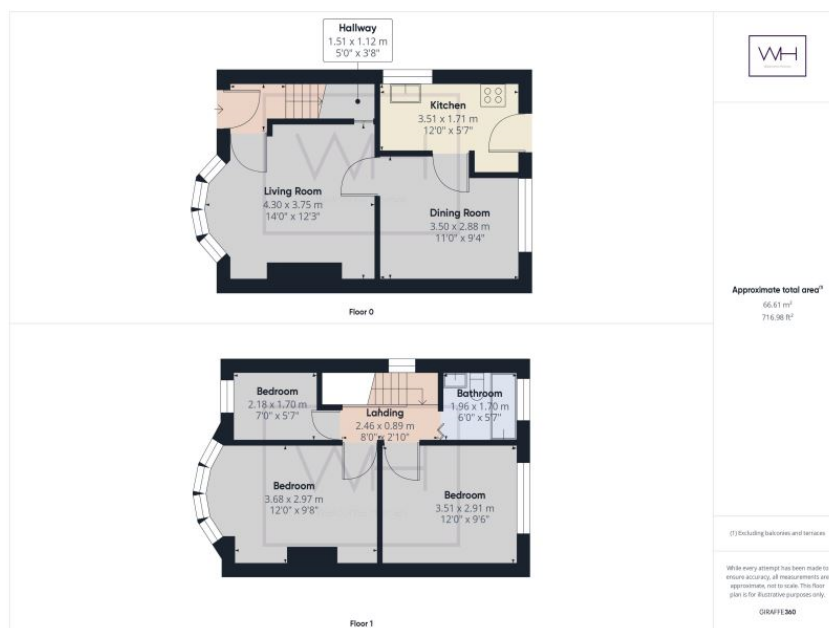 Hallway
1.51 x 1.12 m
5'0" x 3'8"
Kitchen
3.51 x 1.71 m
12'0" x 5'7"
Living Room
4.30 x 3.75 m
14'0" x 12'3"
Dining Room
3.50 x 2.88 m
11'0" x 9'4"
Floor 0
Bedroom
2.18 x 1.70 m
7'0" x 5'7"
Landing
2.46 x 0.89 m
8'0" x 2'10"
Bathroom
1.96 x 1.70 m
6'0" x 5'7"
Bedroom
3.68 x 2.97 m
12'0" x 9'8"
Bedroom
3.51 x 2.91 m
12'0" x 9'6"
Floor 1
WH
Approximate total area(1)
66.61 m²
716.98 ft²
(1) Excluding balconies and terraces
While every attempt has been made to
ensure accuracy, all measurements are
approximate, not to scale. This floor
plan is for illustrative purposes only.
GIRAFFE360